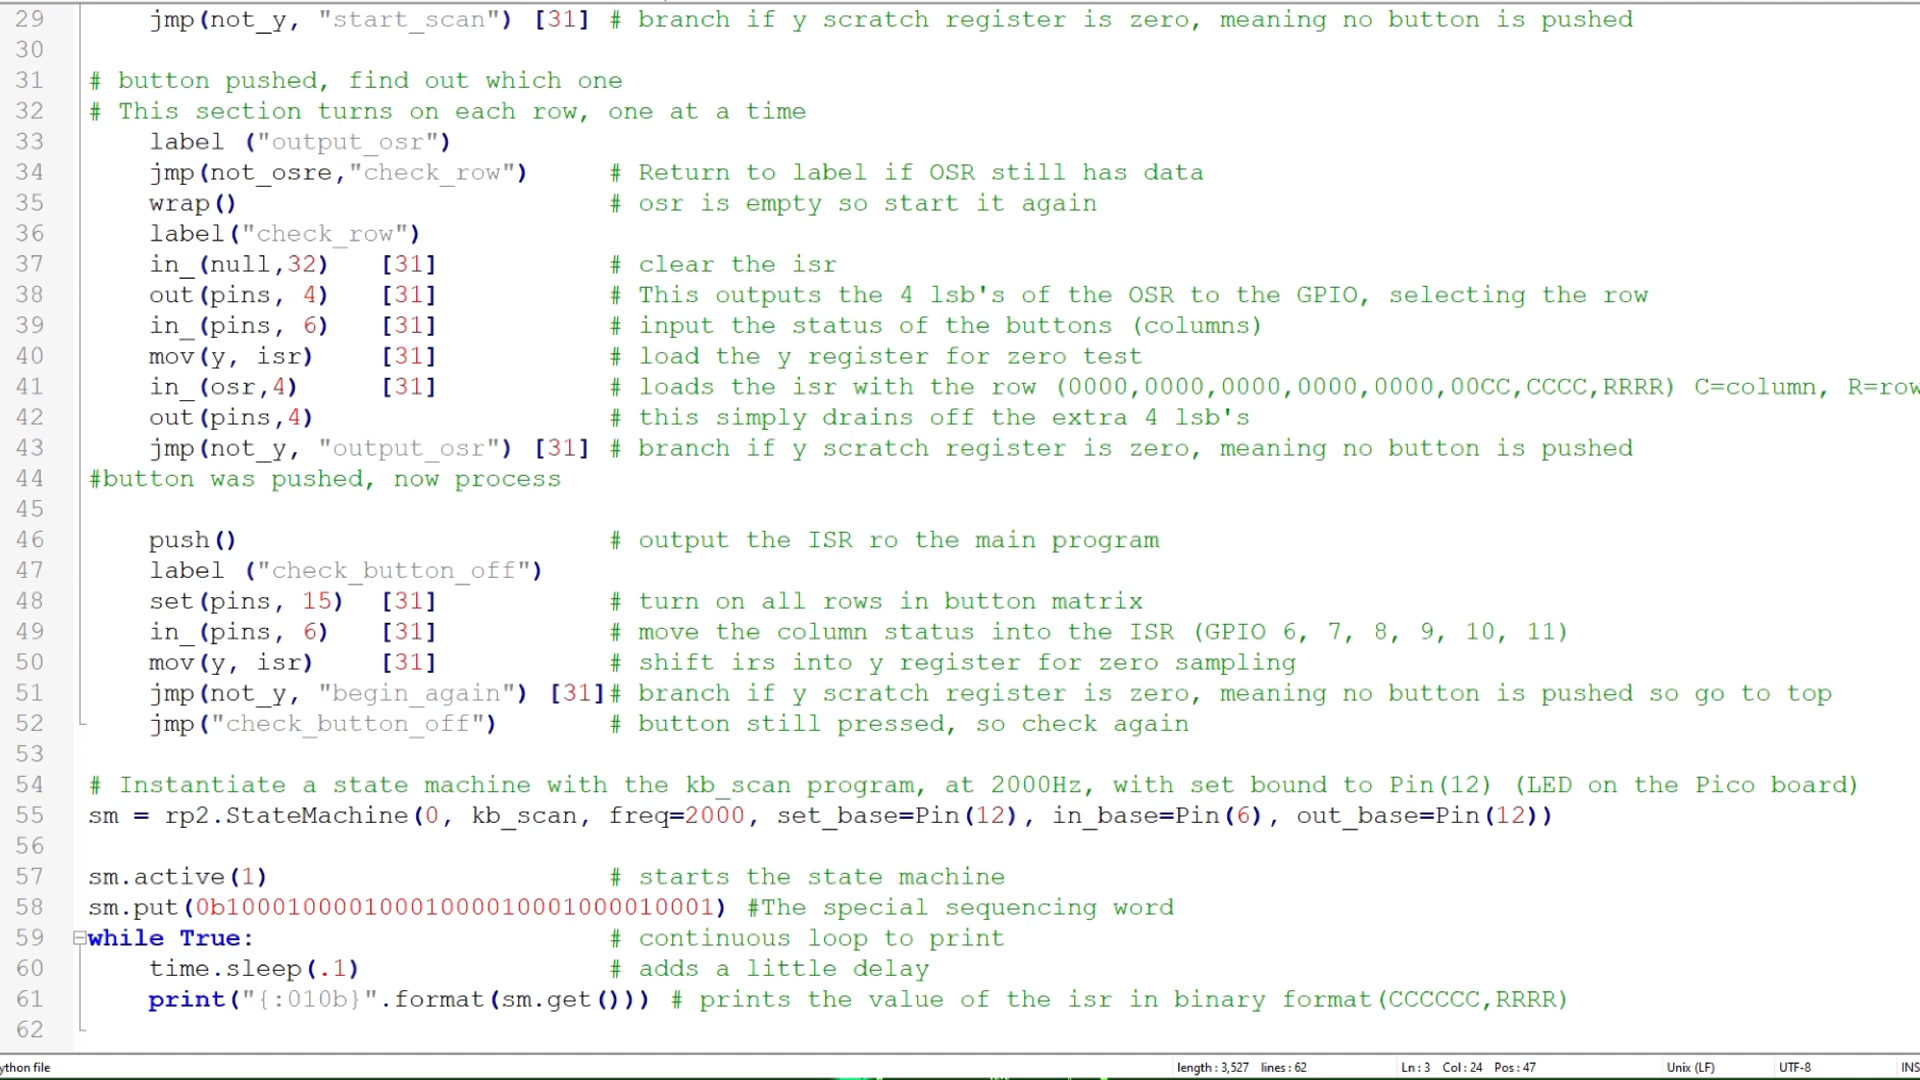 29 jmp(not_y, "start_scan") [31] # branch if y scratch register is zero, meaning no button is pushed
30
31 # button pushed, find out which one
32 # This section turns on each row, one at a time
33 label ("output_osr")
34 jmp(not_osre,"check_row") # Return to label if OSR still has data
35 wrap() # osr is empty so start it again
36 label("check_row")
37 in_(null,32) [31] # clear the isr
38 out(pins, 4) [31] # This outputs the 4 lsb's of the OSR to the GPIO, selecting the row
39 in_(pins, 6) [31] # input the status of the buttons (columns)
40 mov(y, isr) [31] # load the y register for zero test
41 in_(osr,4) [31] # loads the isr with the row (0000,0000,0000,0000,0000,00CC,CCCC,RRRR) C=column, R=row
42 out(pins,4) # this simply drains off the extra 4 lsb's
43 jmp(not_y, "output_osr") [31] # branch if y scratch register is zero, meaning no button is pushed
44 #button was pushed, now process
45
46 push() # output the ISR ro the main program
47 label ("check_button_off")
48 set(pins, 15) [31] # turn on all rows in button matrix
49 in_(pins, 6) [31] # move the column status into the ISR (GPIO 6, 7, 8, 9, 10, 11)
50 mov(y, isr) [31] # shift irs into y register for zero sampling
51 jmp(not_y, "begin_again") [31]# branch if y scratch register is zero, meaning no button is pushed so go to top
52 jmp("check_button_off") # button still pressed, so check again
53
54 # Instantiate a state machine with the kb_scan program, at 2000Hz, with set bound to Pin(12) (LED on the Pico board)
55 sm = rp2.StateMachine(0, kb_scan, freq=2000, set_base=Pin(12), in_base=Pin(6), out_base=Pin(12))
56
57 sm.active(1) # starts the state machine
58 sm.put(0b10001000010001000010001000010001) #The special sequencing word
59 while True: # continuous loop to print
60 time.sleep(.1) # adds a little delay
61 print("{:010b}".format(sm.get())) # prints the value of the isr in binary format(CCCCCC,RRRR)
62
ython file length : 3,527 lines : 62 Ln : 3 Col : 24 Pos : 47 Unix (LF) UTF-8 INS